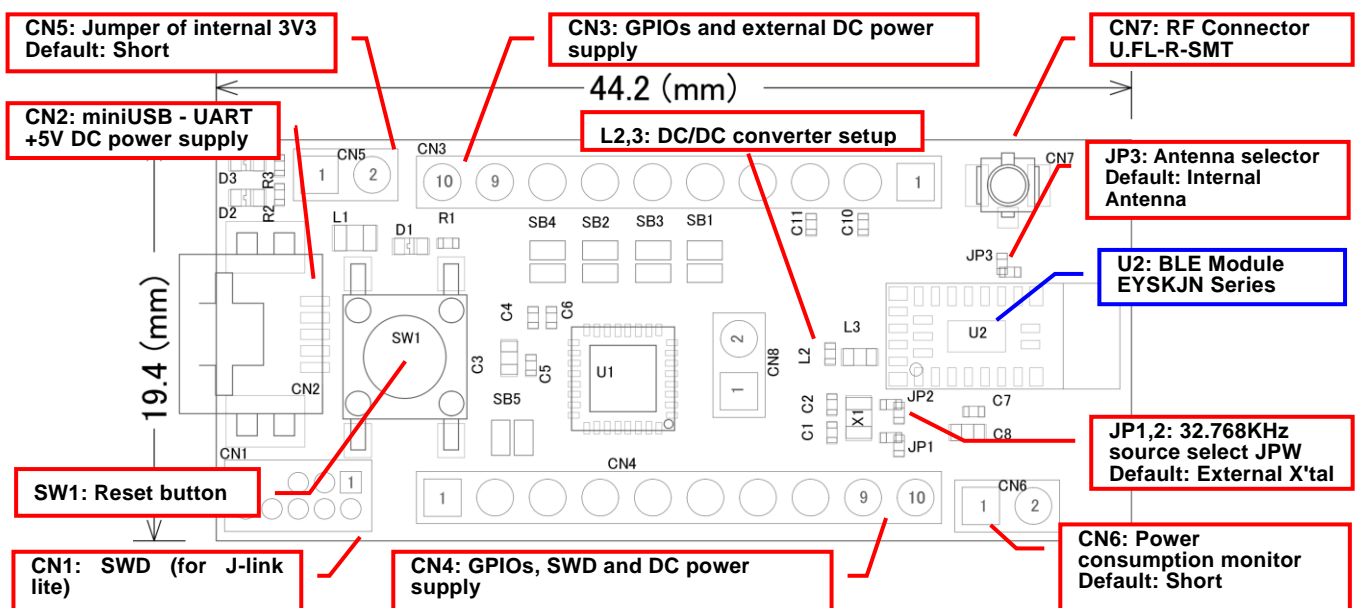 CN5: Jumper of internal 3V3
Default: Short
CN3: GPIOs and external DC power
supply
CN7: RF Connector
U.FL-R-SMT
44.2 (mm)
CN2: miniUSB - UART
+5V DC power supply
L2,3: DC/DC converter setup
JP3: Antenna selector
Default: Internal
Antenna
CN5
CN3
CN7
D3
R3
1
2
10
9
1
D2
R2
L1
D1
R1
SB4
SB2
SB3
SB1
C11
C10
JP3
U2: BLE Module
EYSKJN Series
19.4 (mm)
C4
C6
SW1
C3
C5
U1
2
1
CN8
L2
L3
U2
CN2
SB5
C2
C1
X1
JP2
JP1
C7
C8
JP1,2: 32.768KHz
source select JPW
Default: External X'tal
CN1
1
CN4
1
9
10
CN6
1
2
SW1: Reset button
CN1: SWD (for J-link
lite)
CN4: GPIOs, SWD and DC power
supply
CN6: Power
consumption monitor
Default: Short